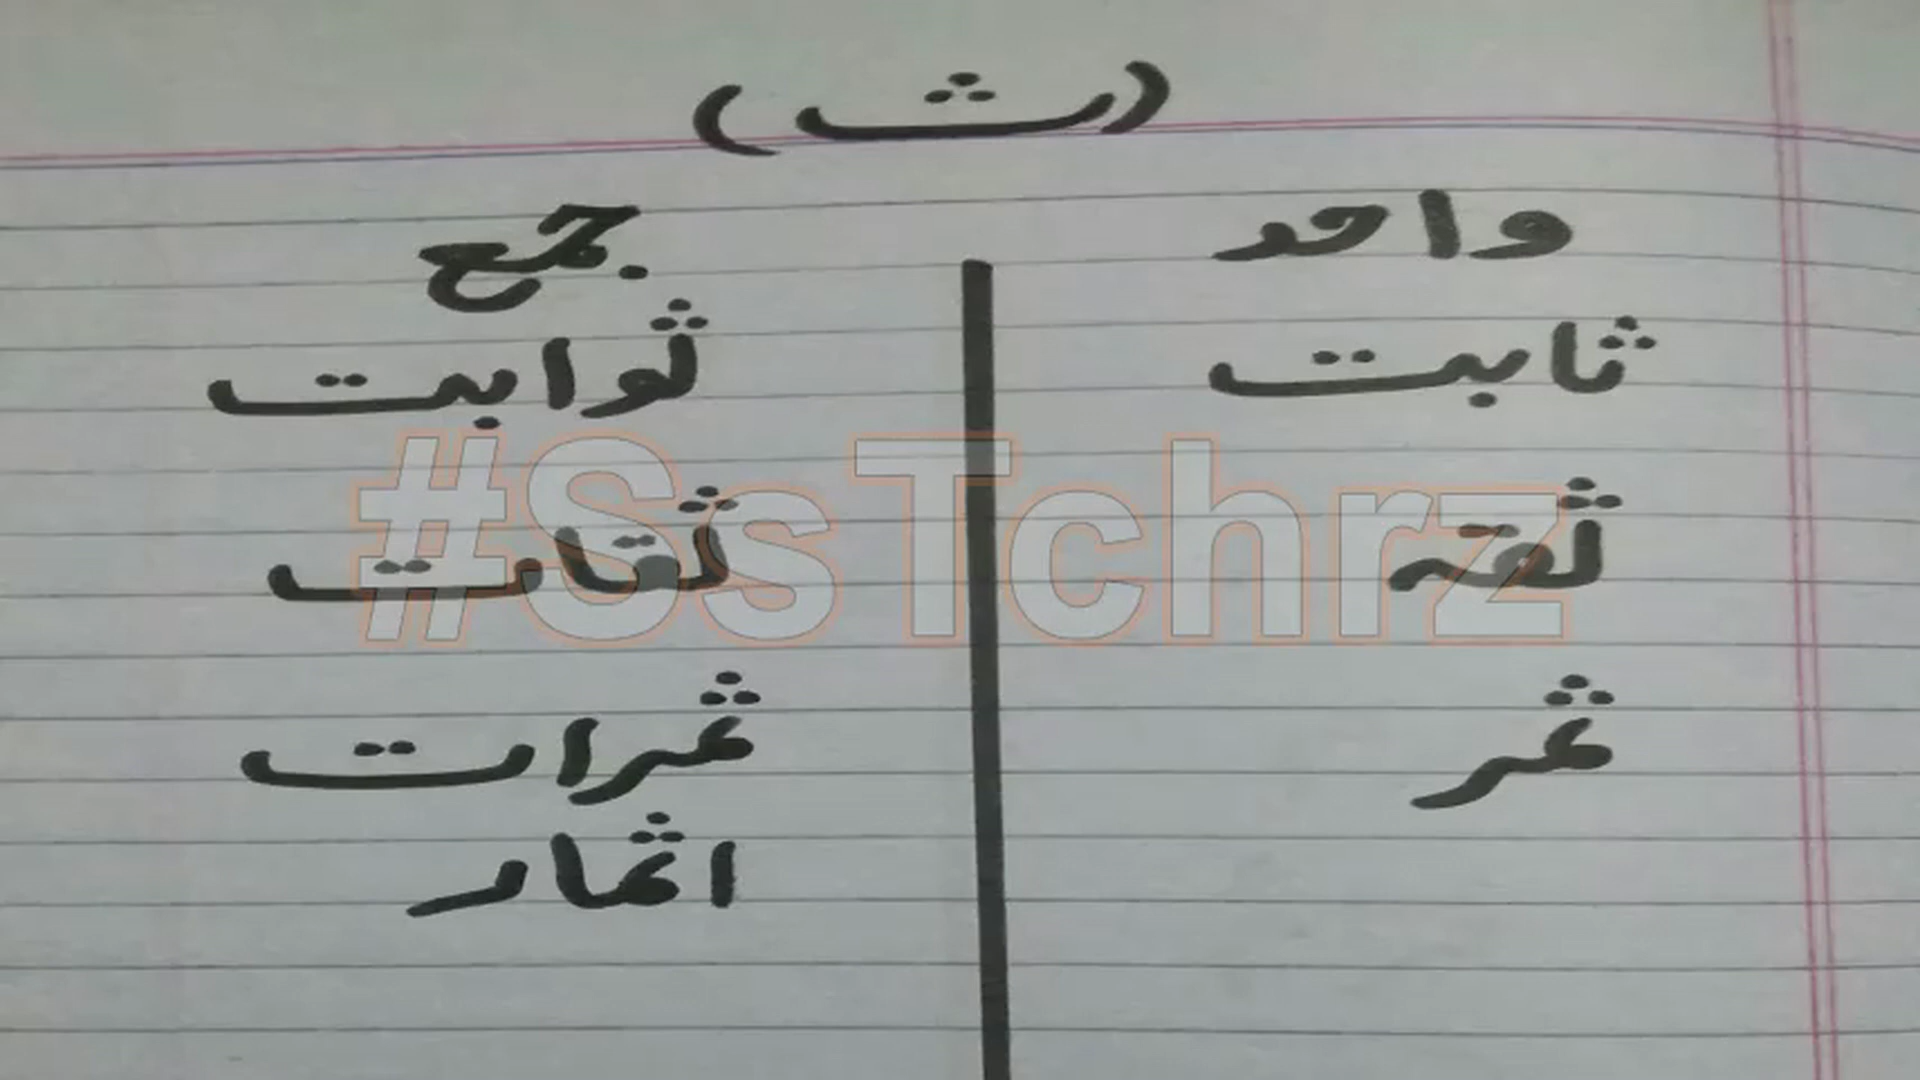 (ث)
واحد جمع
ثابت ثوابت
ثقہ ثقات
ثمر ثمرات
اثمار
#SsTchrz